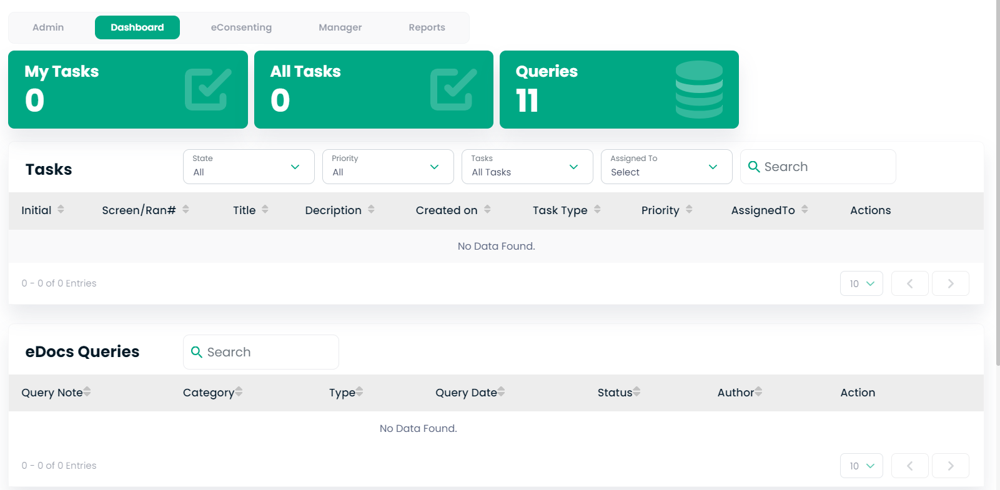 Admin Dashboard eConsenting Manager Reports
My Tasks
0
All Tasks
0
Queries
11
Tasks
State
All
Priority
All
Tasks
All Tasks
Assigned To
Select
Search
Initial Screen/Ran# Title Decription Created on Task Type Priority AssignedTo Actions
No Data Found.
0 - 0 of 0 Entries
10
eDocs Queries
Search
Query Note Category Type Query Date Status Author Action
No Data Found.
0 - 0 of 0 Entries
10